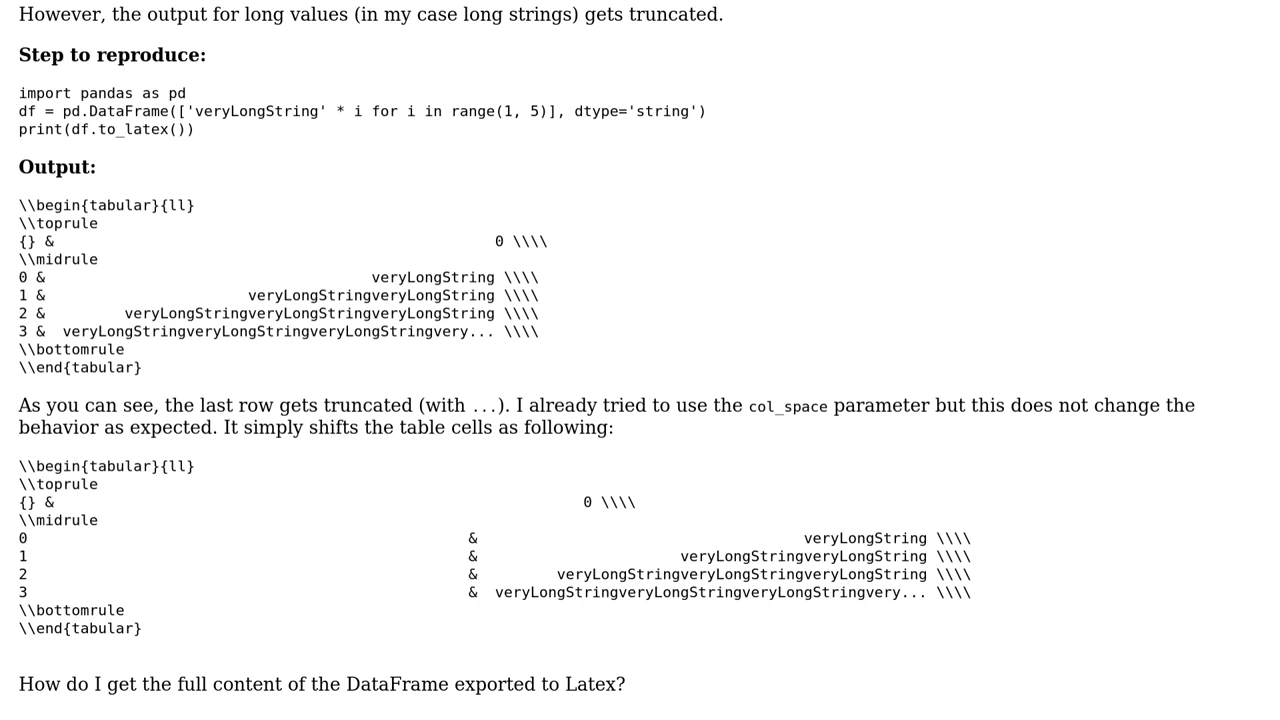 However, the output for long values (in my case long strings) gets truncated.
Step to reproduce:
import pandas as pd
df = pd.DataFrame(['veryLongString' * i for i in range(1, 5)], dtype='string')
print(df.to_latex())
Output:
\\begin{tabular}{ll}
\\toprule
{} &                                                  0 \\\\
\\midrule
0 &                                     veryLongString \\\\
1 &                       veryLongStringveryLongString \\\\
2 &         veryLongStringveryLongStringveryLongString \\\\
3 &  veryLongStringveryLongStringveryLongStringvery... \\\\
\\bottomrule
\\end{tabular}
As you can see, the last row gets truncated (with ...). I already tried to use the col_space parameter but this does not change the
behavior as expected. It simply shifts the table cells as following:
\\begin{tabular}{ll}
\\toprule
{} &                                                            0 \\\\
\\midrule
0                                                  &                                     veryLongString \\\\
1                                                  &                       veryLongStringveryLongString \\\\
2                                                  &         veryLongStringveryLongStringveryLongString \\\\
3                                                  &  veryLongStringveryLongStringveryLongStringvery... \\\\
\\bottomrule
\\end{tabular}
How do I get the full content of the DataFrame exported to Latex?